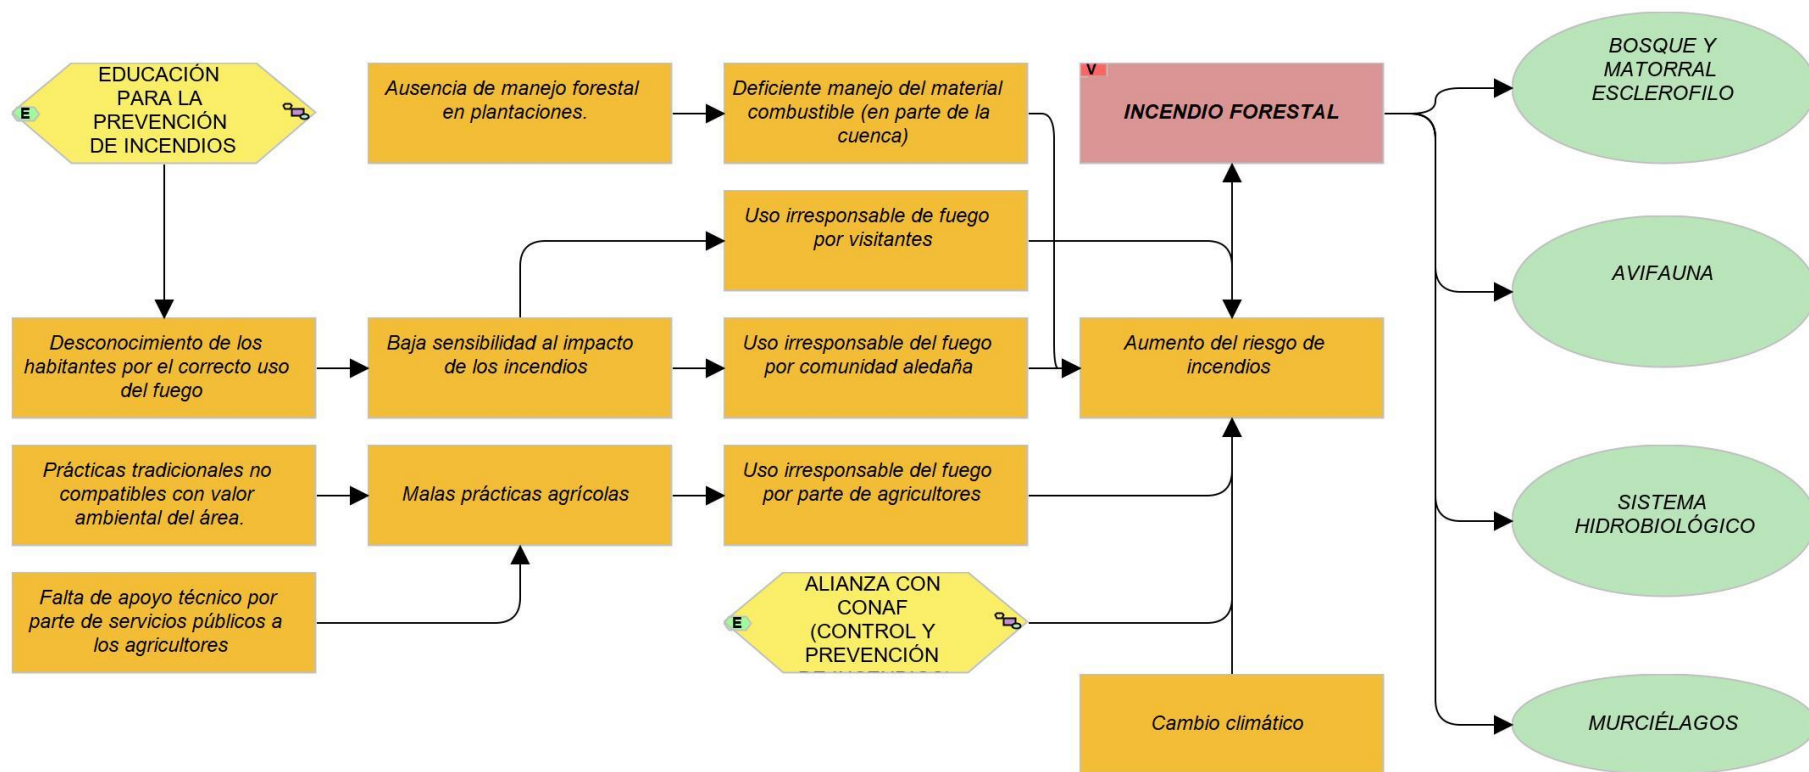 EDUCACIÓN
PARA LA
PREVENCIÓN
DE INCENDIOS
E
Ausencia de manejo forestal
en plantaciones.
Deficiente manejo del material
combustible (en parte de la
cuenca)
V
INCENDIO FORESTAL
BOSQUE Y
MATORRAL
ESCLEROFILO
Uso irresponsable de fuego
por visitantes
AVIFAUNA
Desconocimiento de los
habitantes por el correcto uso
del fuego
Baja sensibilidad al impacto
de los incendios
Uso irresponsable del fuego
por comunidad aledaña
Aumento del riesgo de
incendios
Prácticas tradicionales no
compatibles con valor
ambiental del área.
Malas prácticas agrícolas
Uso irresponsable del fuego
por parte de agricultores
SISTEMA
HIDROBIOLÓGICO
Falta de apoyo técnico por
parte de servicios públicos a
los agricultores
E
ALIANZA CON
CONAF
(CONTROL Y
PREVENCIÓN
Cambio climático
MURCIÉLAGOS